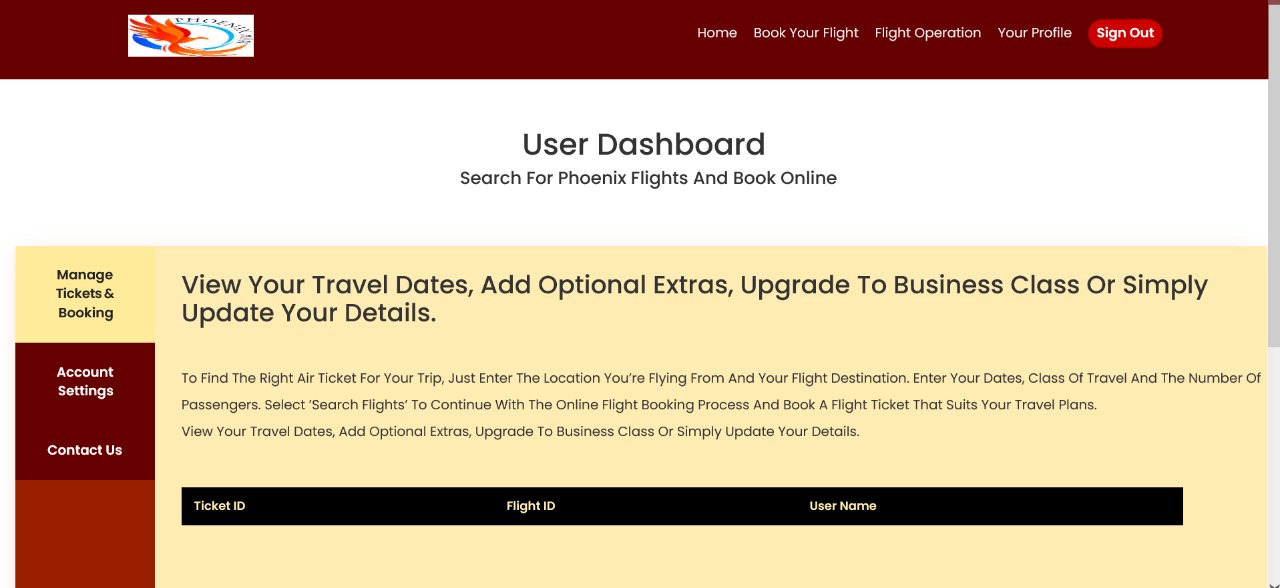 PHOENIX AIR
Home Book Your Flight Flight Operation Your Profile Sign Out
User Dashboard
Search For Phoenix Flights And Book Online
Manage
Tickets &
Booking
Account
Settings
Contact Us
View Your Travel Dates, Add Optional Extras, Upgrade To Business Class Or Simply
Update Your Details.
To Find The Right Air Ticket For Your Trip, Just Enter The Location You’re Flying From And Your Flight Destination. Enter Your Dates, Class Of Travel And The Number Of
Passengers. Select ‘Search Flights’ To Continue With The Online Flight Booking Process And Book A Flight Ticket That Suits Your Travel Plans.
View Your Travel Dates, Add Optional Extras, Upgrade To Business Class Or Simply Update Your Details.
Ticket ID Flight ID User Name